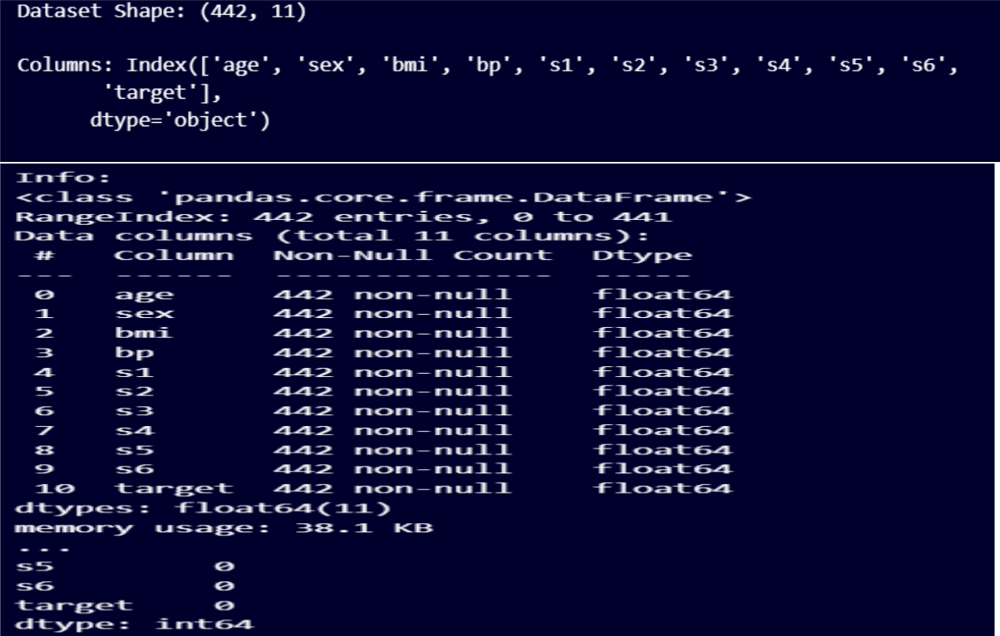 Dataset Shape: (442, 11)
Columns: Index(['age', 'sex', 'bmi', 'bp', 's1', 's2', 's3', 's4', 's5', 's6',
'target'],
dtype='object')
Info:
<class 'pandas.core.frame.DataFrame'>
RangeIndex: 442 entries, 0 to 441
Data columns (total 11 columns):
# Column Non-Null Count Dtype
--- ------ -------------- -----
0 age 442 non-null float64
1 sex 442 non-null float64
2 bmi 442 non-null float64
3 bp 442 non-null float64
4 s1 442 non-null float64
5 s2 442 non-null float64
6 s3 442 non-null float64
7 s4 442 non-null float64
8 s5 442 non-null float64
9 s6 442 non-null float64
10 target 442 non-null float64
dtypes: float64(11)
memory usage: 38.1 KB
...
s5 0
s6 0
target 0
dtype: int64